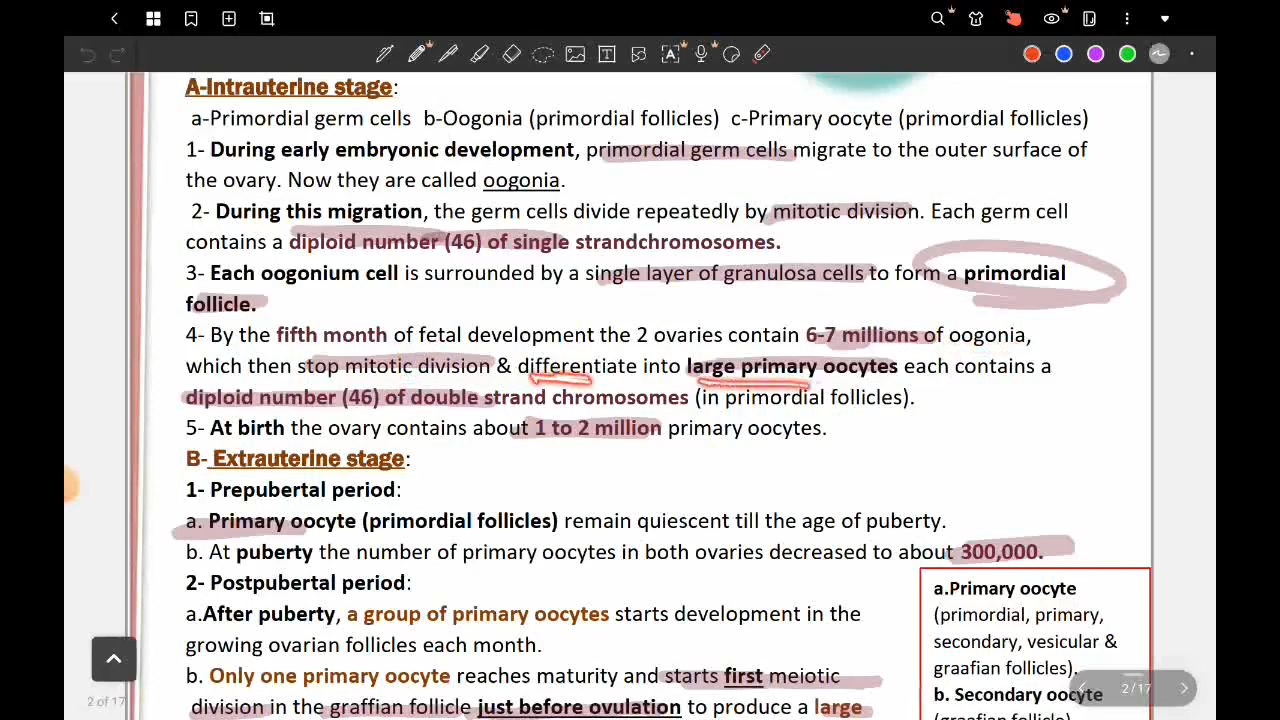 A-Intrauterine stage:
a-Primordial germ cells b-Oogonia (primordial follicles) c-Primary oocyte (primordial follicles)
1- During early embryonic development, primordial germ cells migrate to the outer surface of
the ovary. Now they are called oogonia.
2- During this migration, the germ cells divide repeatedly by mitotic division. Each germ cell
contains a diploid number (46) of single strandchromosomes.
3- Each oogonium cell is surrounded by a single layer of granulosa cells to form a primordial
follicle.
4- By the fifth month of fetal development the 2 ovaries contain 6-7 millions of oogonia,
which then stop mitotic division & differentiate into large primary oocytes each contains a
diploid number (46) of double strand chromosomes (in primordial follicles).
5- At birth the ovary contains about 1 to 2 million primary oocytes.
B- Extrauterine stage:
1- Prepubertal period:
a. Primary oocyte (primordial follicles) remain quiescent till the age of puberty.
b. At puberty the number of primary oocytes in both ovaries decreased to about 300,000.
2- Postpubertal period:
a.After puberty, a group of primary oocytes starts development in the
growing ovarian follicles each month.
b. Only one primary oocyte reaches maturity and starts first meiotic
division in the graffian follicle just before ovulation to produce a large
a.Primary oocyte
(primordial, primary,
secondary, vesicular &
graafian follicles).
b. Secondary oocyte
2 of 17
2/17